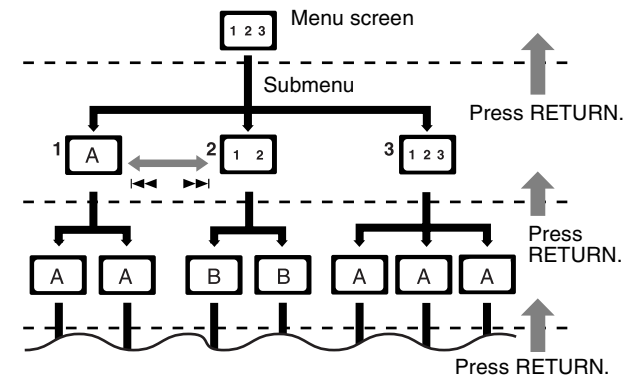 1 2 3
Menu screen
Submenu
Press RETURN.
1 A
2 1 2
3 1 2 3
Press
RETURN.
A A B B A A A
Press RETURN.